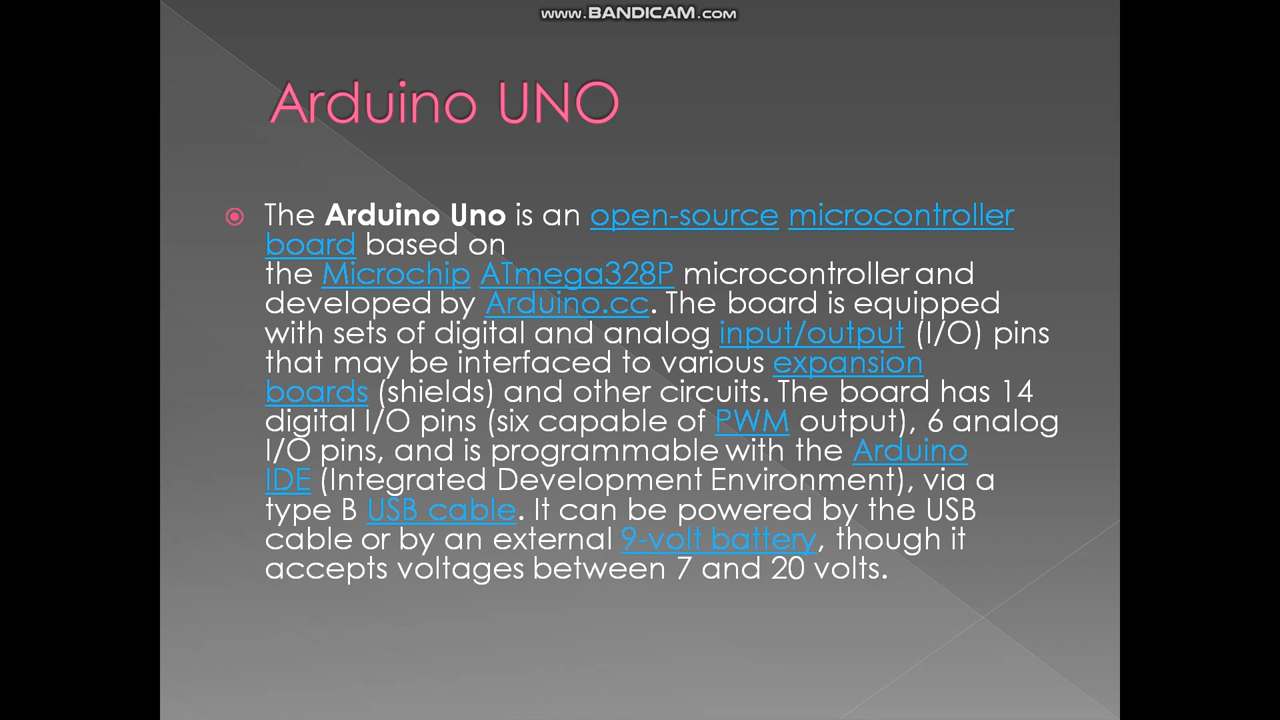 www.BANDICAM.com
Arduino UNO
The Arduino Uno is an open-source microcontroller
board based on
the Microchip ATmega328P microcontroller and
developed by Arduino.cc. The board is equipped
with sets of digital and analog input/output (I/O) pins
that may be interfaced to various expansion
boards (shields) and other circuits. The board has 14
digital I/O pins (six capable of PWM output), 6 analog
I/O pins, and is programmable with the Arduino
IDE (Integrated Development Environment), via a
type B USB cable. It can be powered by the USB
cable or by an external 9-volt battery, though it
accepts voltages between 7 and 20 volts.